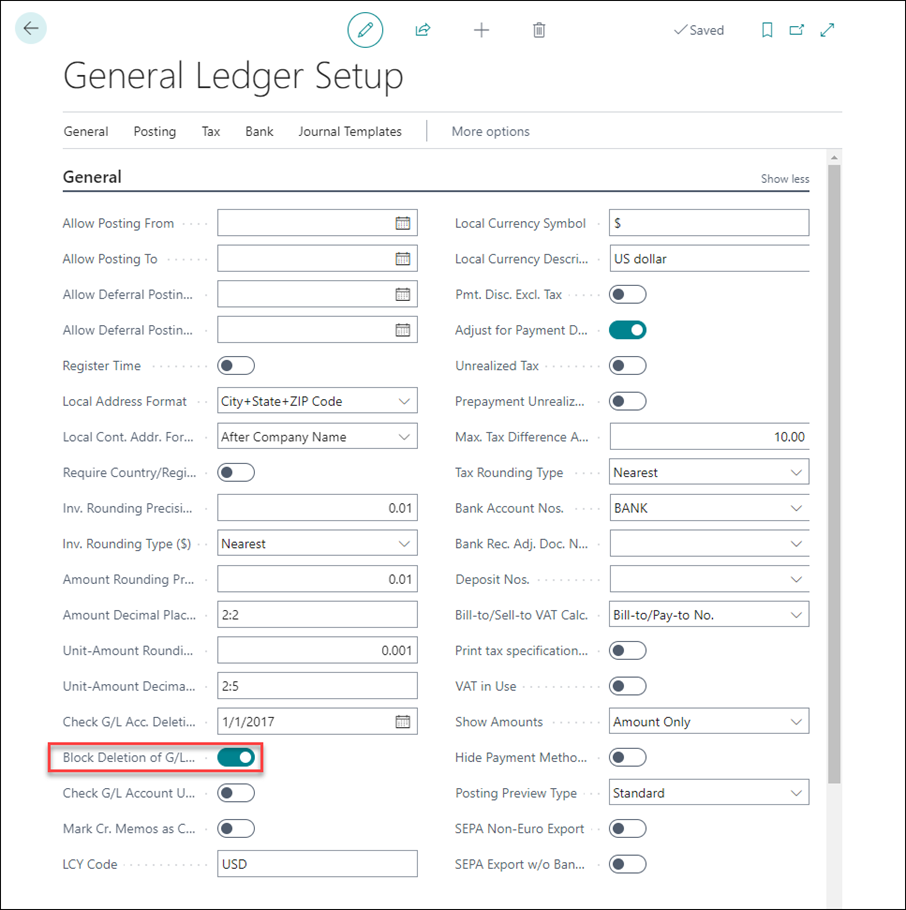 Saved
General Ledger Setup
General Posting Tax Bank Journal Templates More options
General Show less
Allow Posting From
Allow Posting To
Allow Deferral Postin...
Allow Deferral Postin...
Register Time
Local Address Format City+State+ZIP Code
Local Cont. Addr. For... After Company Name
Require Country/Regi...
Inv. Rounding Precisi... 0.01
Inv. Rounding Type ($) Nearest
Amount Rounding Pr... 0.01
Amount Decimal Plac... 2:2
Unit-Amount Roundi... 0.001
Unit-Amount Decima... 2:5
Check G/L Acc. Deleti... 1/1/2017
Block Deletion of G/L...
Check G/L Account U...
Mark Cr. Memos as C...
LCY Code USD
Local Currency Symbol $
Local Currency Descri... US dollar
Pmt. Disc. Excl. Tax
Adjust for Payment D...
Unrealized Tax
Prepayment Unrealiz...
Max. Tax Difference A... 10.00
Tax Rounding Type Nearest
Bank Account Nos. BANK
Bank Rec. Adj. Doc. N...
Deposit Nos.
Bill-to/Sell-to VAT Calc. Bill-to/Pay-to No.
Print tax specification...
VAT in Use
Show Amounts Amount Only
Hide Payment Metho...
Posting Preview Type Standard
SEPA Non-Euro Export
SEPA Export w/o Ban...